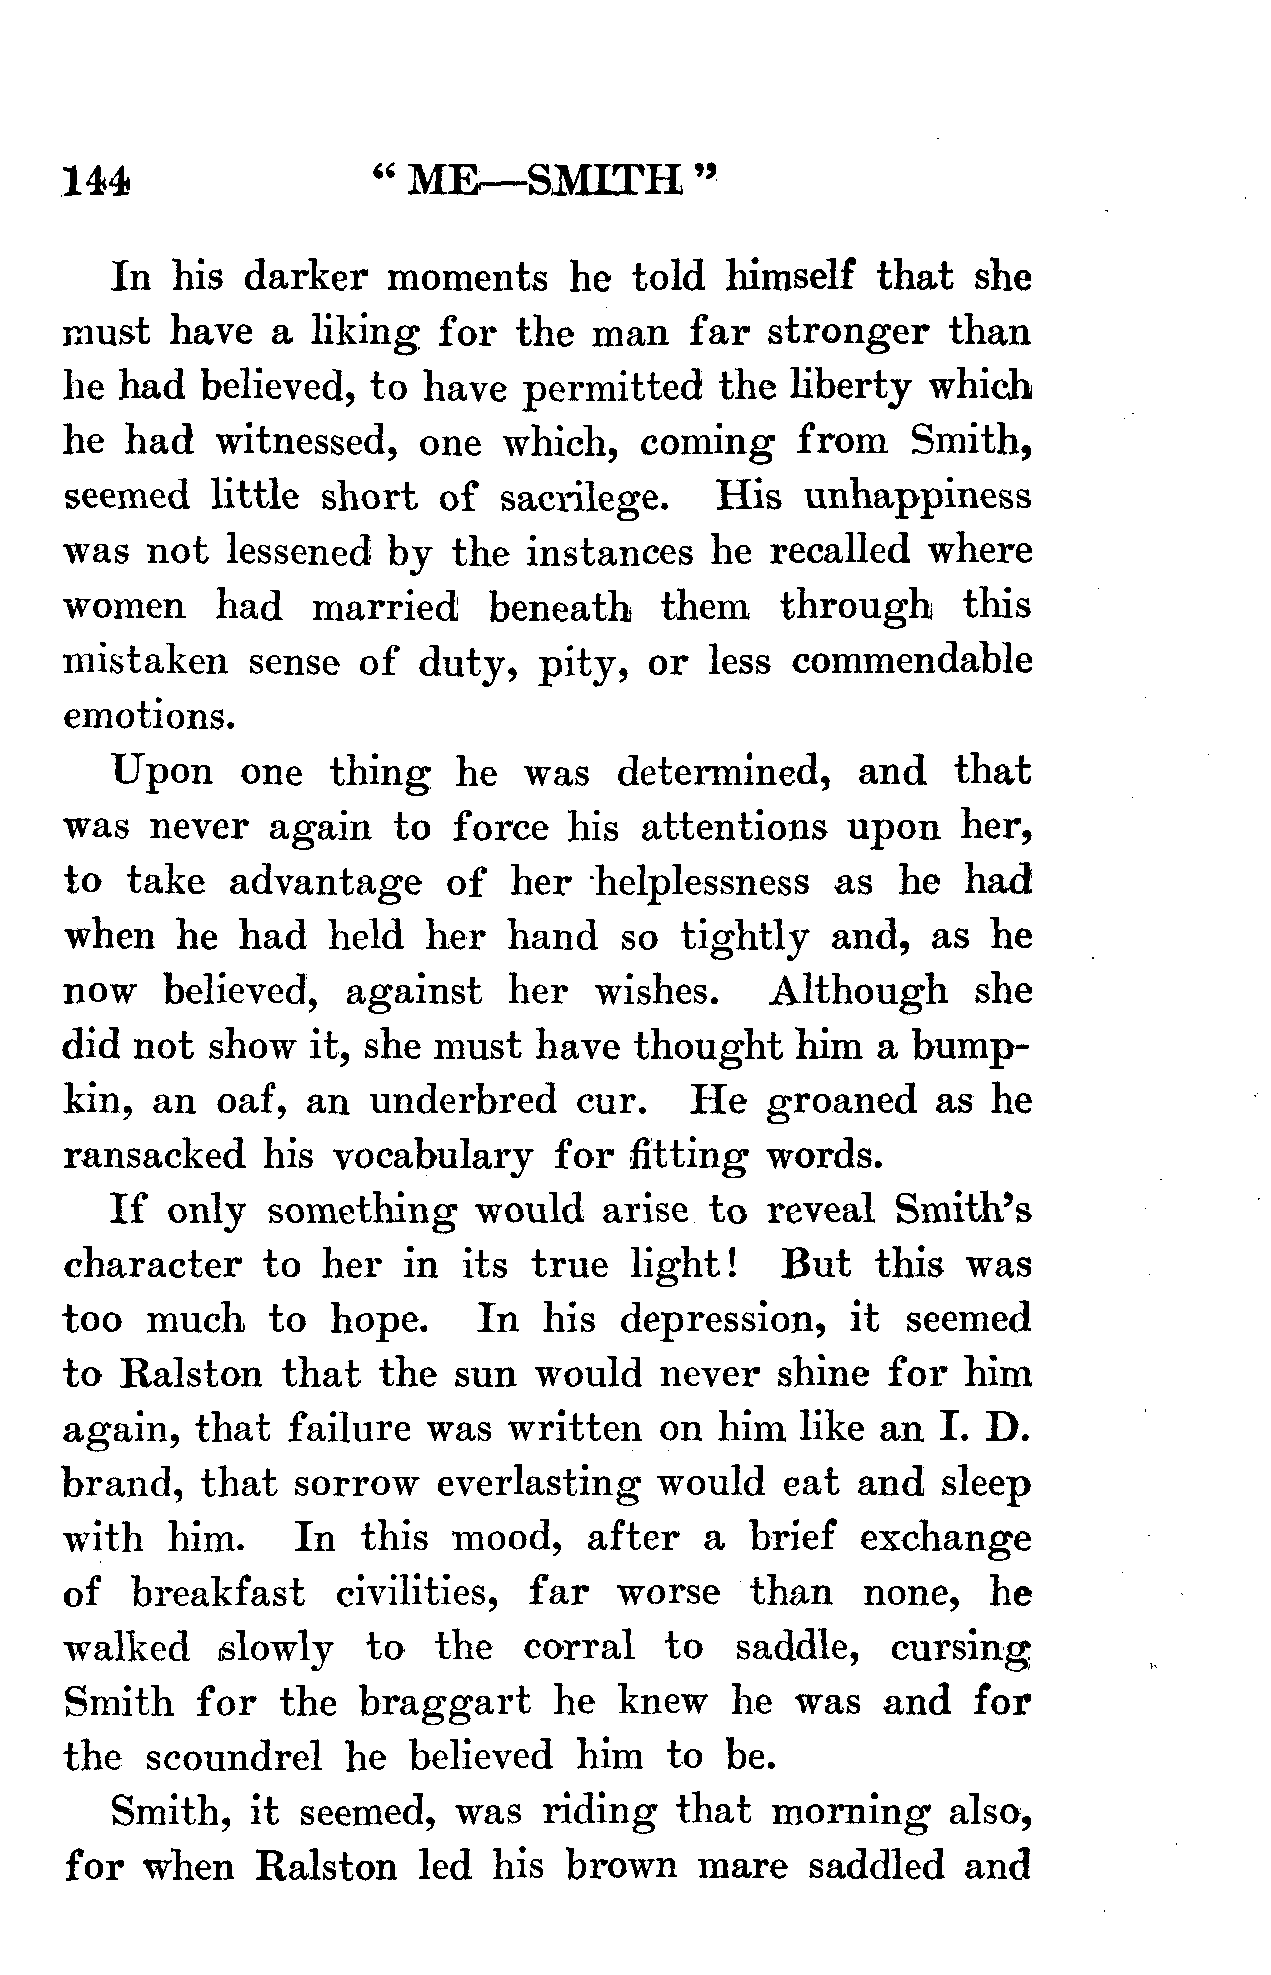 144 “ ME—SMITH ”
In his darker moments he told himself that she
must have a liking for the man far stronger than
he had believed, to have permitted the liberty which
he had witnessed, one which, coming from Smith,
seemed little short of sacrilege. His unhappiness
was not lessened by the instances he recalled where
women had married beneath them through this
mistaken sense of duty, pity, or less commendable
emotions.
Upon one thing he was determined, and that
was never again to force his attentions upon her,
to take advantage of her helplessness as he had
when he had held her hand so tightly and, as he
now believed, against her wishes. Although she
did not show it, she must have thought him a bump-
kin, an oaf, an underbred cur. He groaned as he
ransacked his vocabulary for fitting words.
If only something would arise to reveal Smith’s
character to her in its true light! But this was
too much to hope. In his depression, it seemed
to Ralston that the sun would never shine for him
again, that failure was written on him like an I. D.
brand, that sorrow everlasting would eat and sleep
with him. In this mood, after a brief exchange
of breakfast civilities, far worse than none, he
walked slowly to the corral to saddle, cursing
Smith for the braggart he knew he was and for
the scoundrel he believed him to be.
Smith, it seemed, was riding that morning also,
for when Ralston led his brown mare saddled and